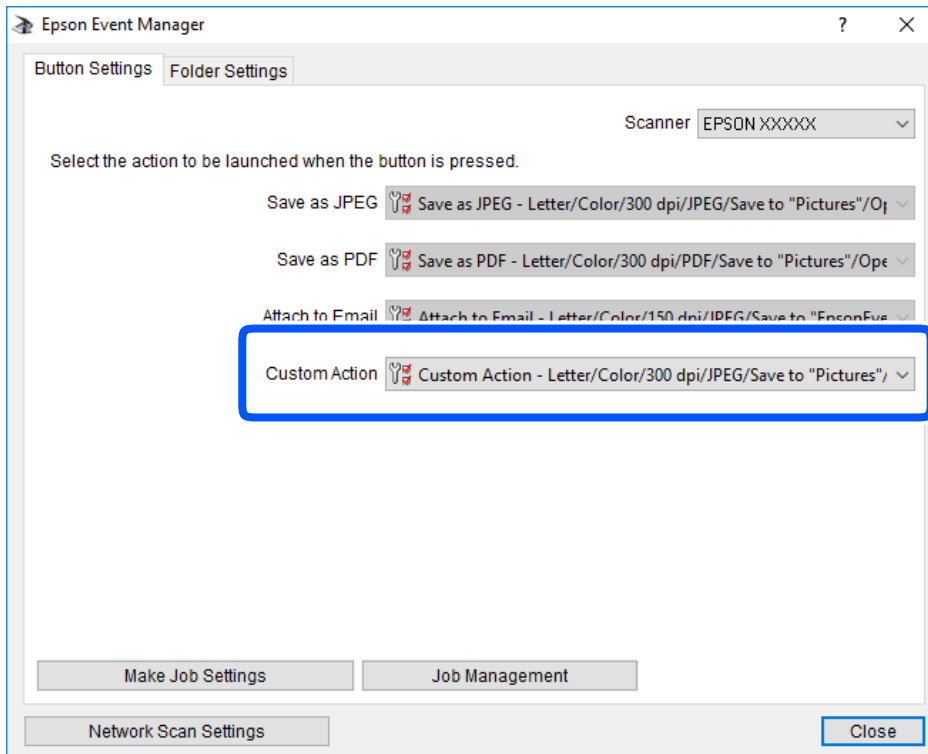 Epson Event Manager
?
Button Settings
Folder Settings
Scanner EPSON XXXXX
Select the action to be launched when the button is pressed.
Save as JPEG Save as JPEG - Letter/Color/300 dpi/JPEG/Save to "Pictures"/Op
Save as PDF Save as PDF - Letter/Color/300 dpi/PDF/Save to "Pictures"/Ope
Attach to Email Attach to Email - Letter/Color/150 dpi/JPEG/Save to "EpsonEve
Custom Action Custom Action - Letter/Color/300 dpi/JPEG/Save to "Pictures"/
Make Job Settings
Job Management
Network Scan Settings
Close